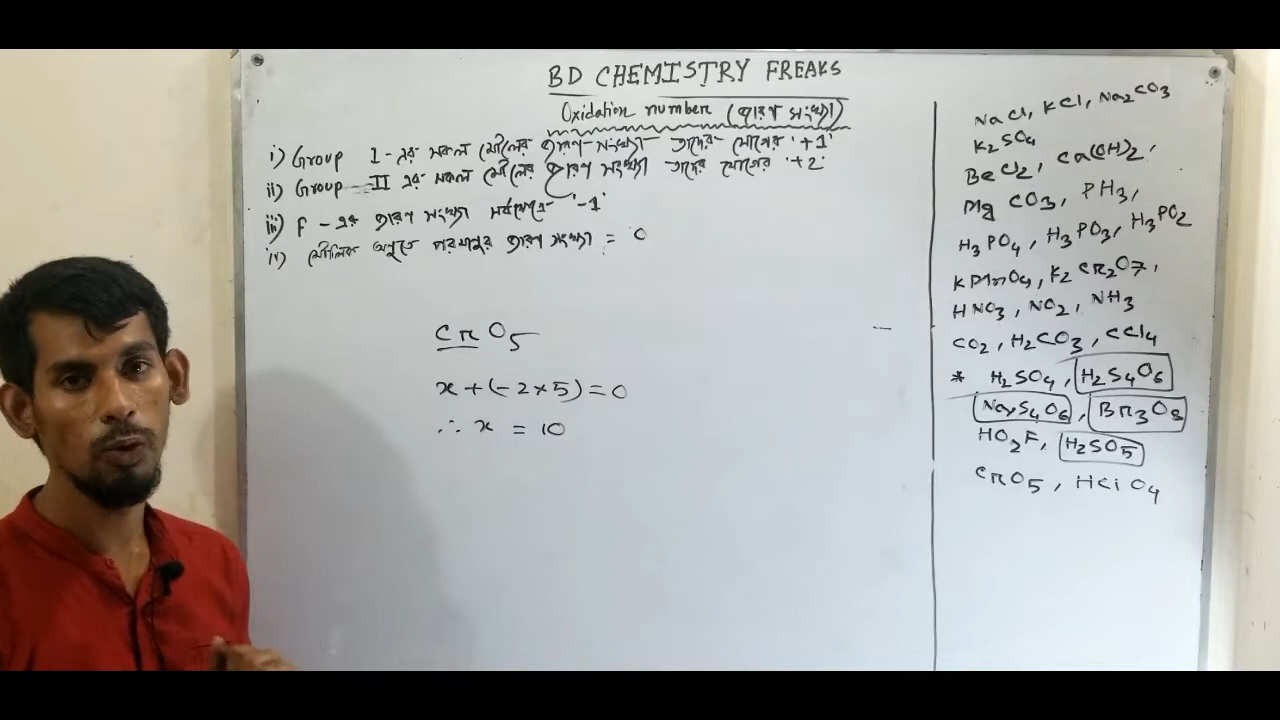 BD CHEMISTRY FREAKS
Oxidation number (জারণ সংখ্যা)
i) Group I-এর সকল মৌলের জারণ সংখ্যা তাদের যৌগের '+1'
ii) Group II এর সকল মৌলের জারণ সংখ্যা তাদের যৌগের '+2'
iii) F-এর জারণ সংখ্যা সর্বক্ষেত্রে '-1'
iv) মৌলিক অনুতে পরমানুর জারণ সংখ্যা = 0
CrO5
x+(-2×5)=0
∴ x = 10
NaCl, KCl, Na2CO3
K2SO4
BeCl2, Ca(OH)2,
MgCO3, PH3,
H3PO4, H3PO3, H3PO2
KMnO4, K2Cr2O7,
HNO3, NO2, NH3
CO2, H2CO3, CCl4
* H2SO4, H2S4O6
Na2S4O6, Br3O8
HO2F, H2SO5
CrO5, HClO4